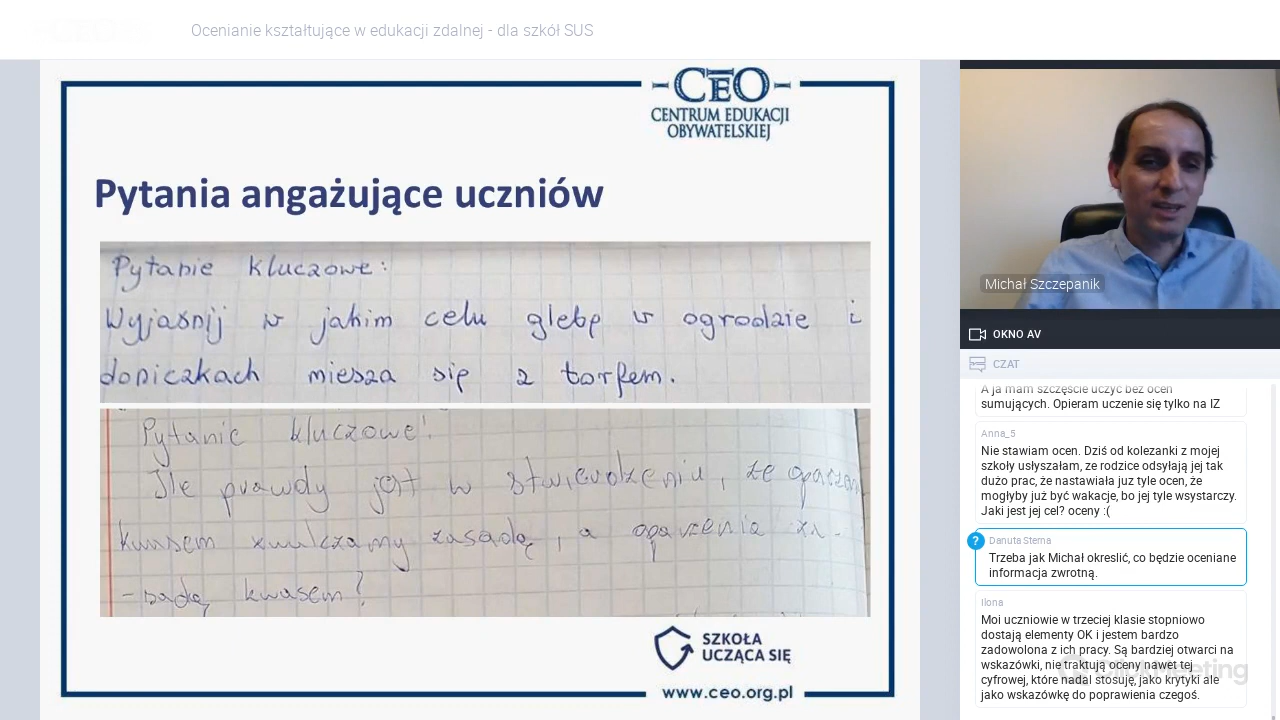 Ocenianie kształtujące w edukacji zdalnej - dla szkół SUS
CEO
CENTRUM EDUKACJI
OBYWATELSKIEJ
Pytania angażujące uczniów
Pytanie kluczowe:
Wyjaśnij w jakim celu glebę w ogrodzie i
doniczkach miesza się z torfem.
Pytanie kluczowe!
Ile prawdy jest w stwierdzeniu, że oparzenia
kwasem zwalczamy zasadą, a oparzenia za-
-sadą kwasem?
SZKOŁA
UCZĄCA SIĘ
www.ceo.org.pl
Michał Szczepanik
OKNO AV
CZAT
A ja mam szczęście uczyć bez ocen
sumujących. Opieram uczenie się tylko na IZ
Anna_5
Nie stawiam ocen. Dziś od kolezanki z mojej
szkoły usłyszałam, ze rodzice odsyłają jej tak
dużo prac, że nastawiała juz tyle ocen, że
mogłyby już być wakacje, bo jej tyle wsystarczy.
Jaki jest jej cel? oceny :(
?
Danuta Sterna
Trzeba jak Michał okreslić, co będzie oceniane
informacja zwrotną.
Ilona
Moi uczniowie w trzeciej klasie stopniowo
dostają elementy OK i jestem bardzo
zadowolona z ich pracy. Są bardziej otwarci na
wskazówki, nie traktują oceny nawet tej
cyfrowej, które nadal stosuję, jako krytyki ale
jako wskazówkę do poprawienia czegoś.